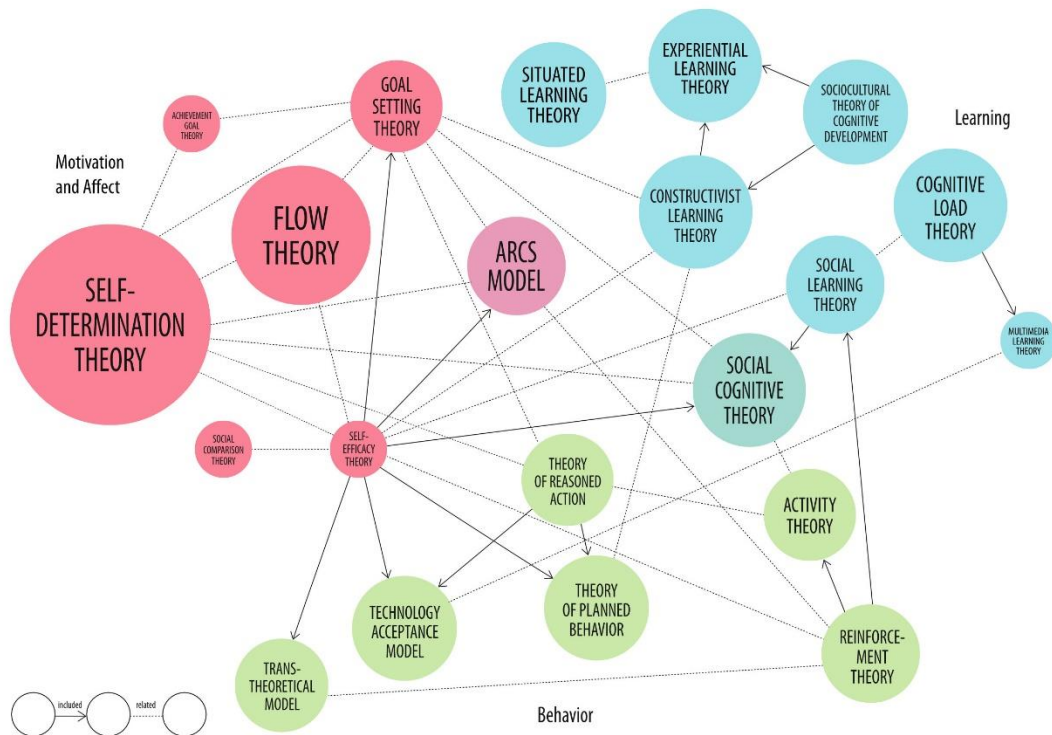 GOAL
SETTING
THEORY
ACHIEVEMENT
GOAL
THEORY
SITUATED
LEARNING
THEORY
EXPERIENTIAL
LEARNING
THEORY
SOCIOCULTURAL
THEORY OF
COGNITIVE
DEVELOPMENT
Learning
Motivation
and Affect
FLOW
THEORY
ARCS
MODEL
CONSTRUCTIVIST
LEARNING
THEORY
COGNITIVE
LOAD
THEORY
SELF-
DETERMINATION
THEORY
SOCIAL
LEARNING
THEORY
MULTIMEDIA
LEARNING
THEORY
SOCIAL
COGNITIVE
THEORY
SOCIAL
COMPARISON
THEORY
SELF-
EFFICACY
THEORY
THEORY
OF REASONED
ACTION
ACTIVITY
THEORY
TECHNOLOGY
ACCEPTANCE
MODEL
THEORY
OF PLANNED
BEHAVIOR
REINFORCE-
MENT
THEORY
TRANS-
THEORETICAL
MODEL
included
related
Behavior